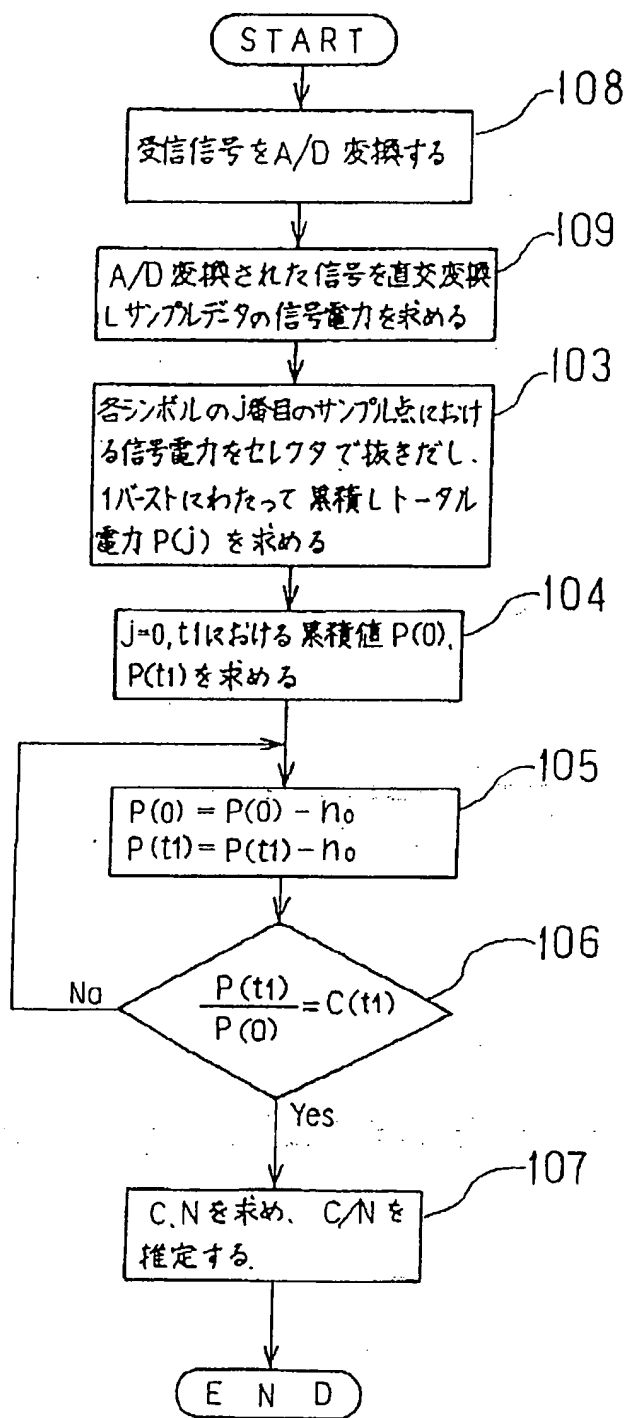 START
108
受信信号をA/D 変換する
109
A/D 変換された信号を直交変換
しサンプルデータの信号電力を求める
103
各シンボルのj番目のサンプル点におけ
る信号電力をセレクタで抜きだし、
1バーストにわたって累積しトータル
電力P(j)を求める
104
j=0,t1における累積値P(0),
P(t1)を求める
105
P(0)=P(0)-n₀
P(t1)=P(t1)-n₀
106
No
P(t1)
P(0)
=C(t1)
Yes
107
C,Nを求め、C/Nを
推定する.
END